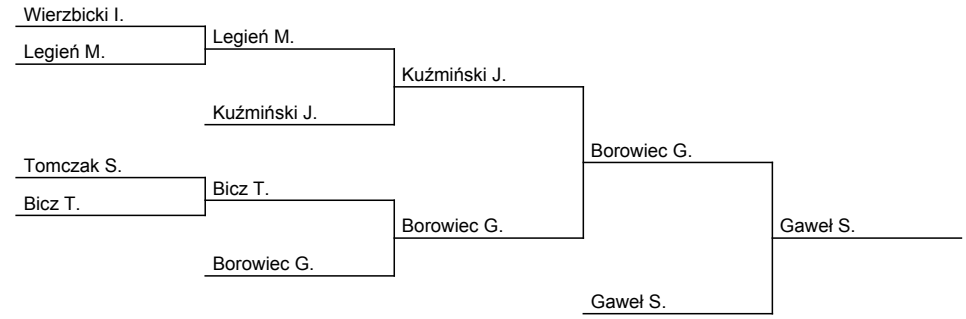 Wierzbicki I.
Legień M.
Legień M.
Kuźmiński J.
Kuźmiński J.
Borowiec G.
Tomczak S.
Bicz T.
Bicz T.
Borowiec G.
Gaweł S.
Borowiec G.
Gaweł S.